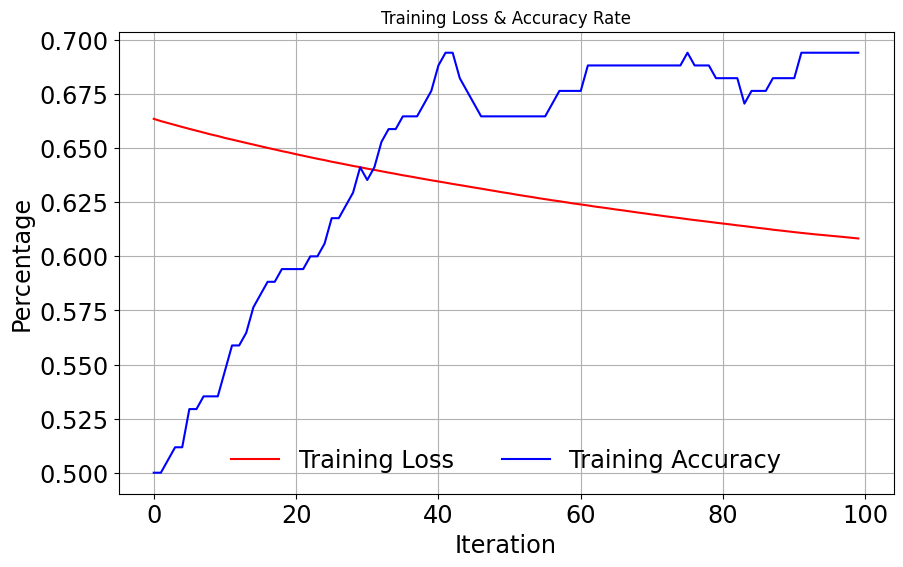 Training Loss & Accuracy Rate
0.700
0.675
0.650
0.625
0.600
0.575
0.550
0.525
0.500
Percentage
Training Loss
Training Accuracy
0 20 40 60 80 100
Iteration